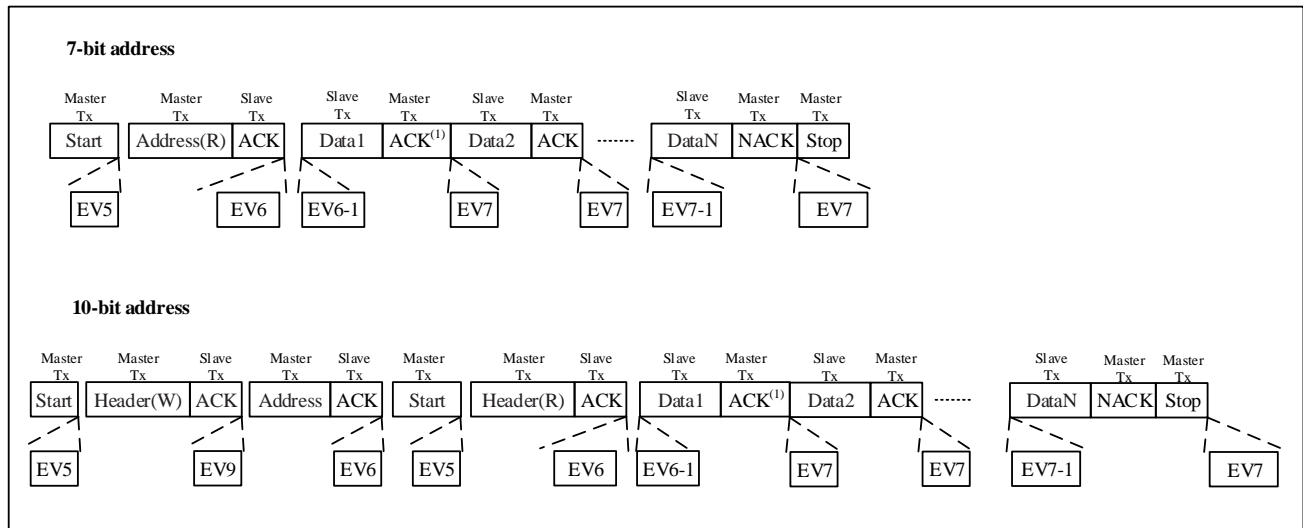 7-bit address
Master Tx Master Tx Slave Tx Slave Tx Master Tx Slave Tx Master Tx Slave Tx Master Tx Master Tx
Start Address(R) ACK Data1 ACK(1) Data2 ACK ........ DataN NACK Stop
EV5 EV6 EV6-1 EV7 EV7 EV7-1 EV7
10-bit address
Master Tx Master Tx Slave Tx Master Tx Slave Tx Master Tx Master Tx Slave Tx Slave Tx Master Tx Slave Tx Master Tx Slave Tx Master Tx Master Tx
Start Header(W) ACK Address ACK Start Header(R) ACK Data1 ACK(1) Data2 ACK ........ DataN NACK Stop
EV5 EV9 EV6 EV5 EV6 EV6-1 EV7 EV7 EV7-1 EV7